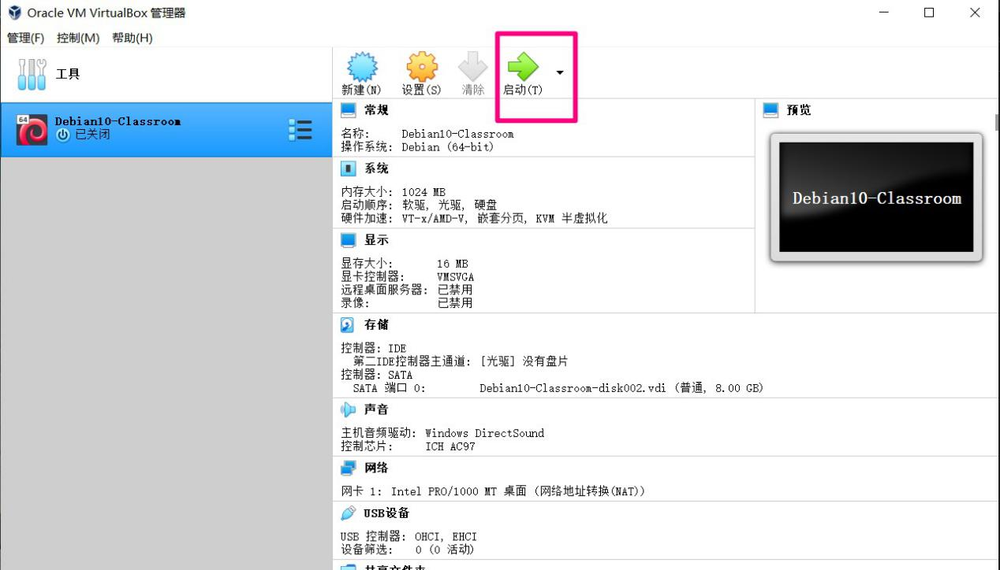 Oracle VM VirtualBox 管理器
管理(F) 控制(M) 帮助(H)
工具
新建(N) 设置(S) 清除 启动(T)
64
Debian10-Classroom
已关闭
常规
名称: Debian10-Classroom
操作系统: Debian (64-bit)
系统
内存大小: 1024 MB
启动顺序: 软驱, 光驱, 硬盘
硬件加速: VT-x/AMD-V, 嵌套分页, KVM 半虚拟化
显示
显存大小: 16 MB
显卡控制器: VMSVGA
远程桌面服务器: 已禁用
录像: 已禁用
预览
Debian10-Classroom
存储
控制器: IDE
第二IDE控制器主通道: [光驱] 没有盘片
控制器: SATA
SATA 端口 0: Debian10-Classroom-disk002.vdi (普通, 8.00 GB)
声音
主机音频驱动: Windows DirectSound
控制芯片: ICH AC97
网络
网卡 1: Intel PRO/1000 MT 桌面 (网络地址转换(NAT))
USB设备
USB 控制器: OHCI, EHCI
设备筛选: 0 (0 活动)
共享文件夹